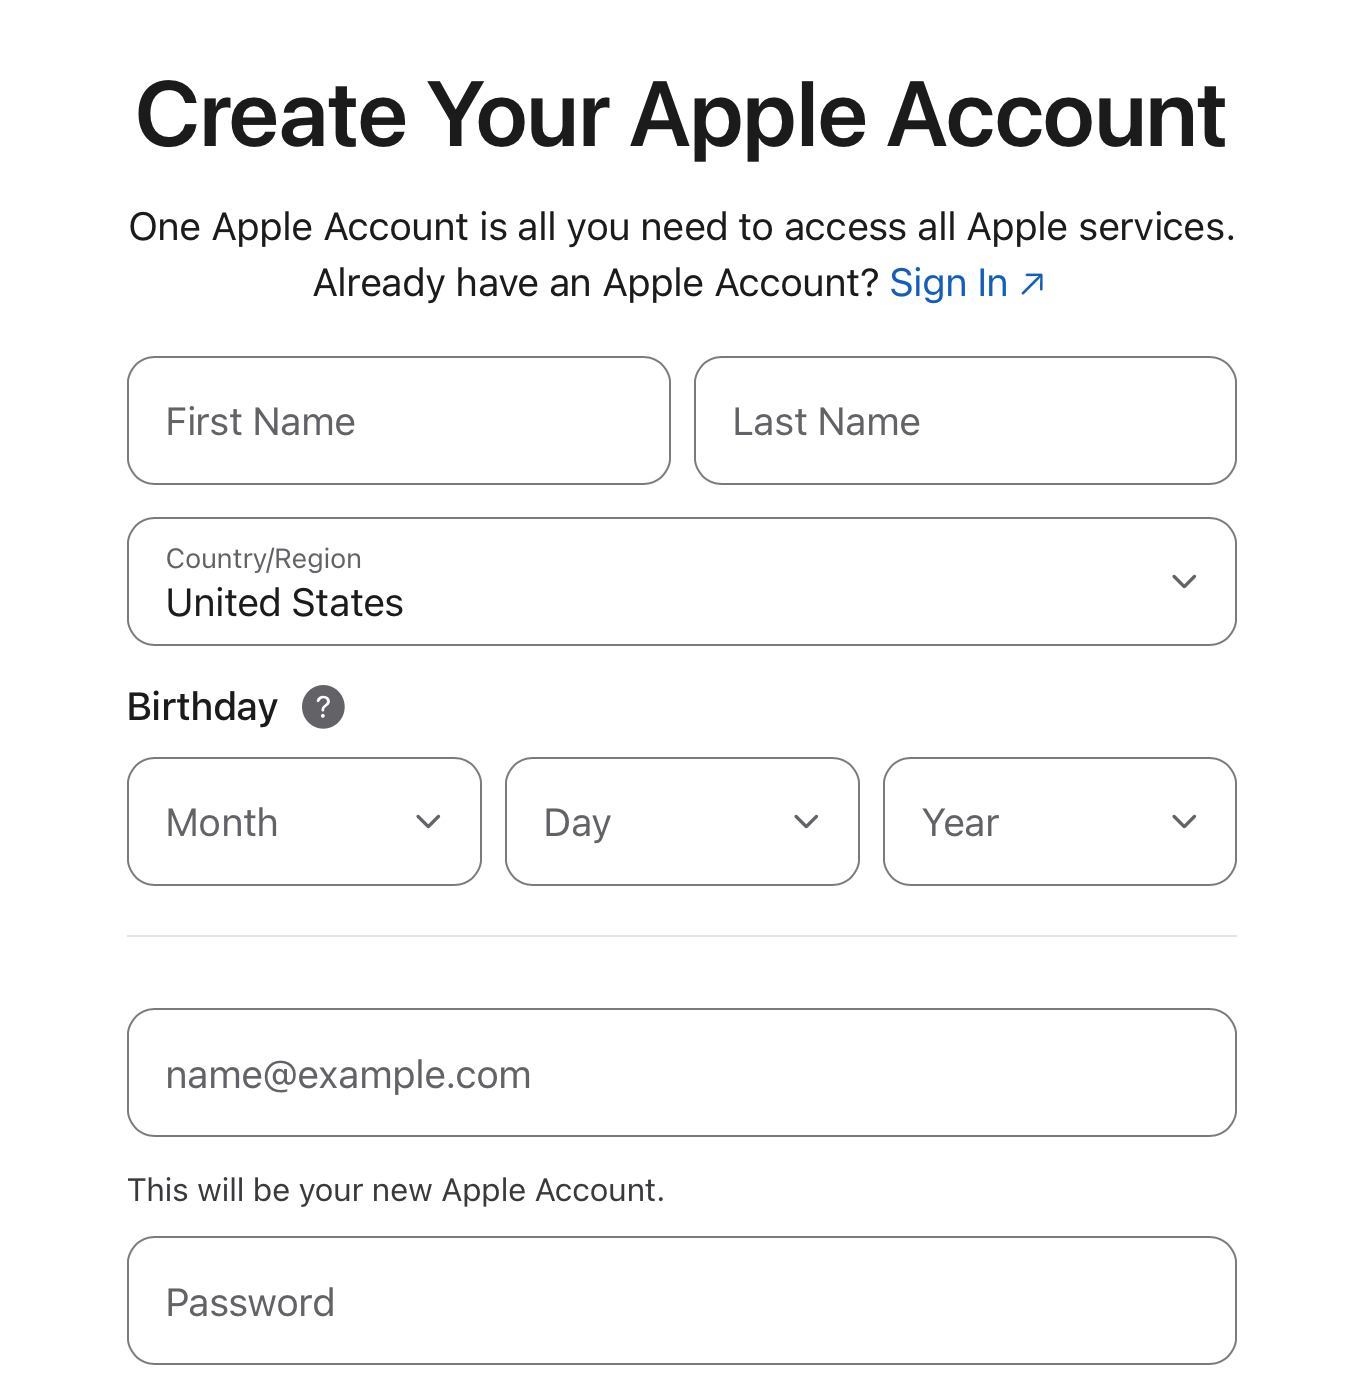 Create Your Apple Account
One Apple Account is all you need to access all Apple services.
Already have an Apple Account? Sign In ↗
First Name
Last Name
Country/Region
United States
Birthday ?
Month
Day
Year
name@example.com
This will be your new Apple Account.
Password